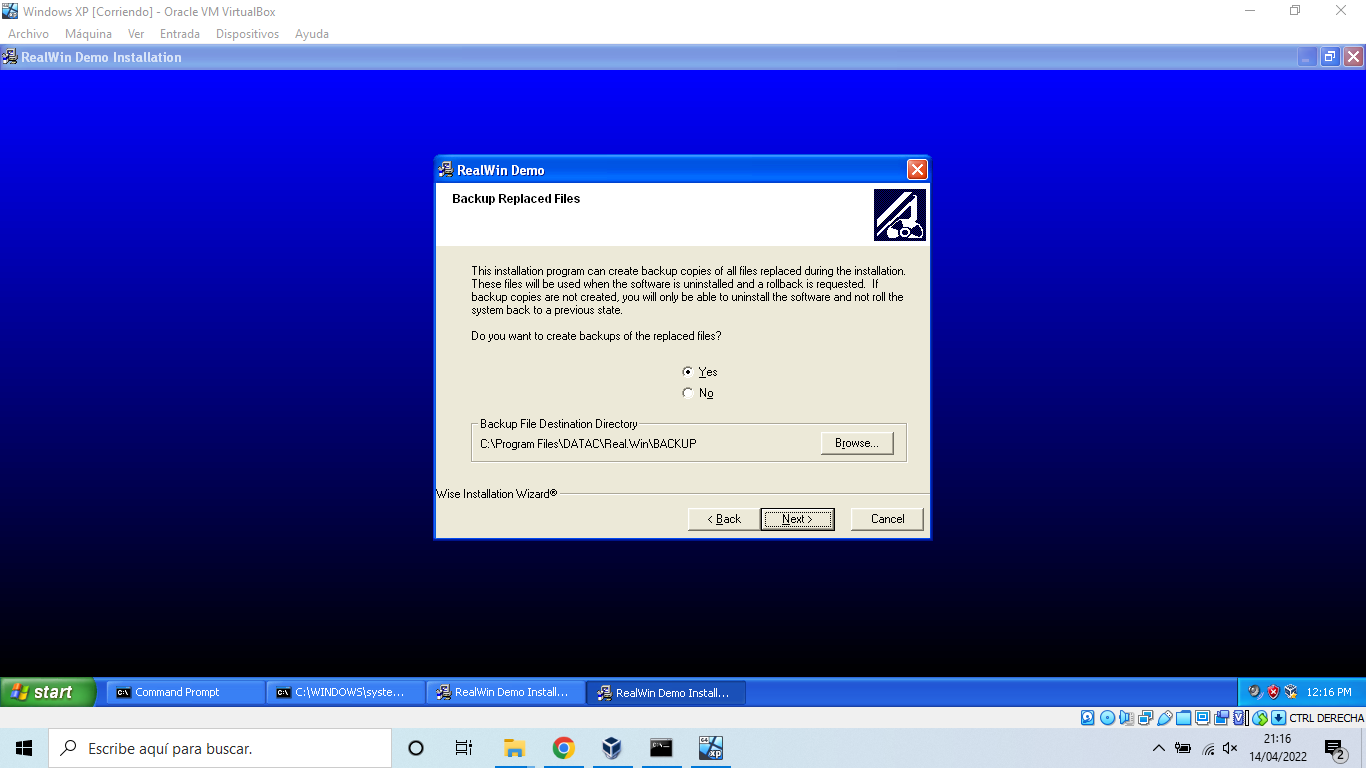 Windows XP [Corriendo] - Oracle VM VirtualBox
Archivo Máquina Ver Entrada Dispositivos Ayuda
RealWin Demo Installation
RealWin Demo
Backup Replaced Files
This installation program can create backup copies of all files replaced during the installation.
These files will be used when the software is uninstalled and a rollback is requested. If
backup copies are not created, you will only be able to uninstall the software and not roll the
system back to a previous state.
Do you want to create backups of the replaced files?
Yes
No
Backup File Destination Directory
C:\Program Files\DATAC\Real.Win\BACKUP
Browse...
Wise Installation Wizard®
< Back
Next >
Cancel
start
Command Prompt
C:\WINDOWS\syste...
RealWin Demo Install...
RealWin Demo Install...
12:16 PM
CTRL DERECHA
Escribe aquí para buscar.
21:16
14/04/2022
2